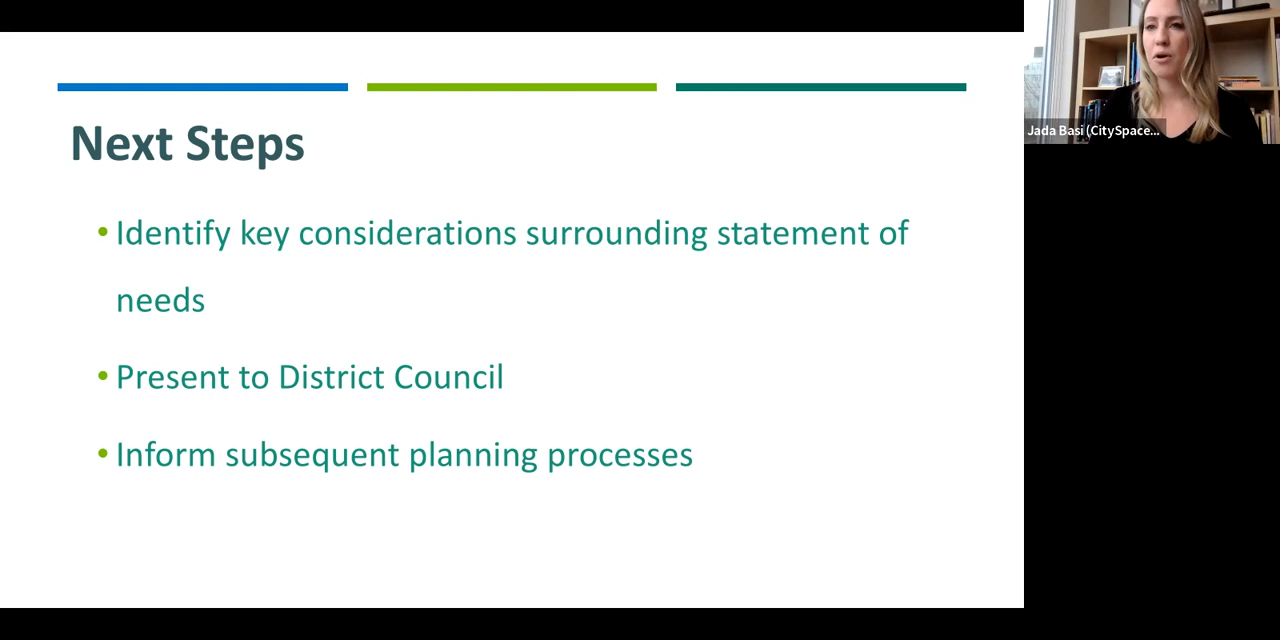 Next Steps
• Identify key considerations surrounding statement of
needs
• Present to District Council
• Inform subsequent planning processes
Jada Basi (CitySpace...